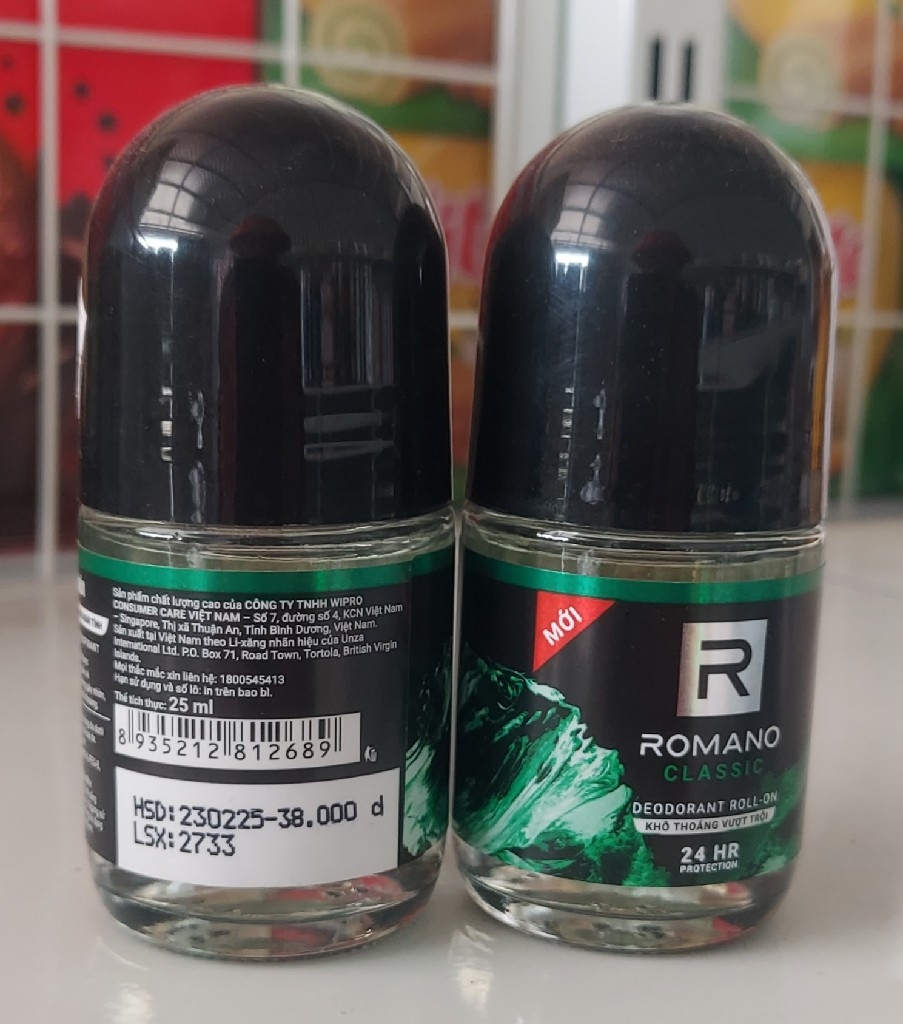 Sản phẩm chất lượng cao của CÔNG TY TNHH WIPRO
CONSUMER CARE VIỆT NAM – Số 7, đường số 4, KCN Việt Nam
– Singapore, Thị xã Thuận An, Tỉnh Bình Dương, Việt Nam.
Sản xuất tại Việt Nam theo Li-xăng nhãn hiệu của Unza
International Ltd. P.O. Box 71, Road Town, Tortola, British Virgin
Islands.
Mọi thắc mắc xin liên hệ: 1800545413
Hạn sử dụng và số lô: in trên bao bì.
Thể tích thực: 25 ml
8 935212 812689
HSD:230225-38.000 đ
LSX:2733
MỚI
R
ROMANO
CLASSIC
DEODORANT ROLL-ON
KHÔ THOÁNG VƯỢT TRỘI
24 HR
PROTECTION